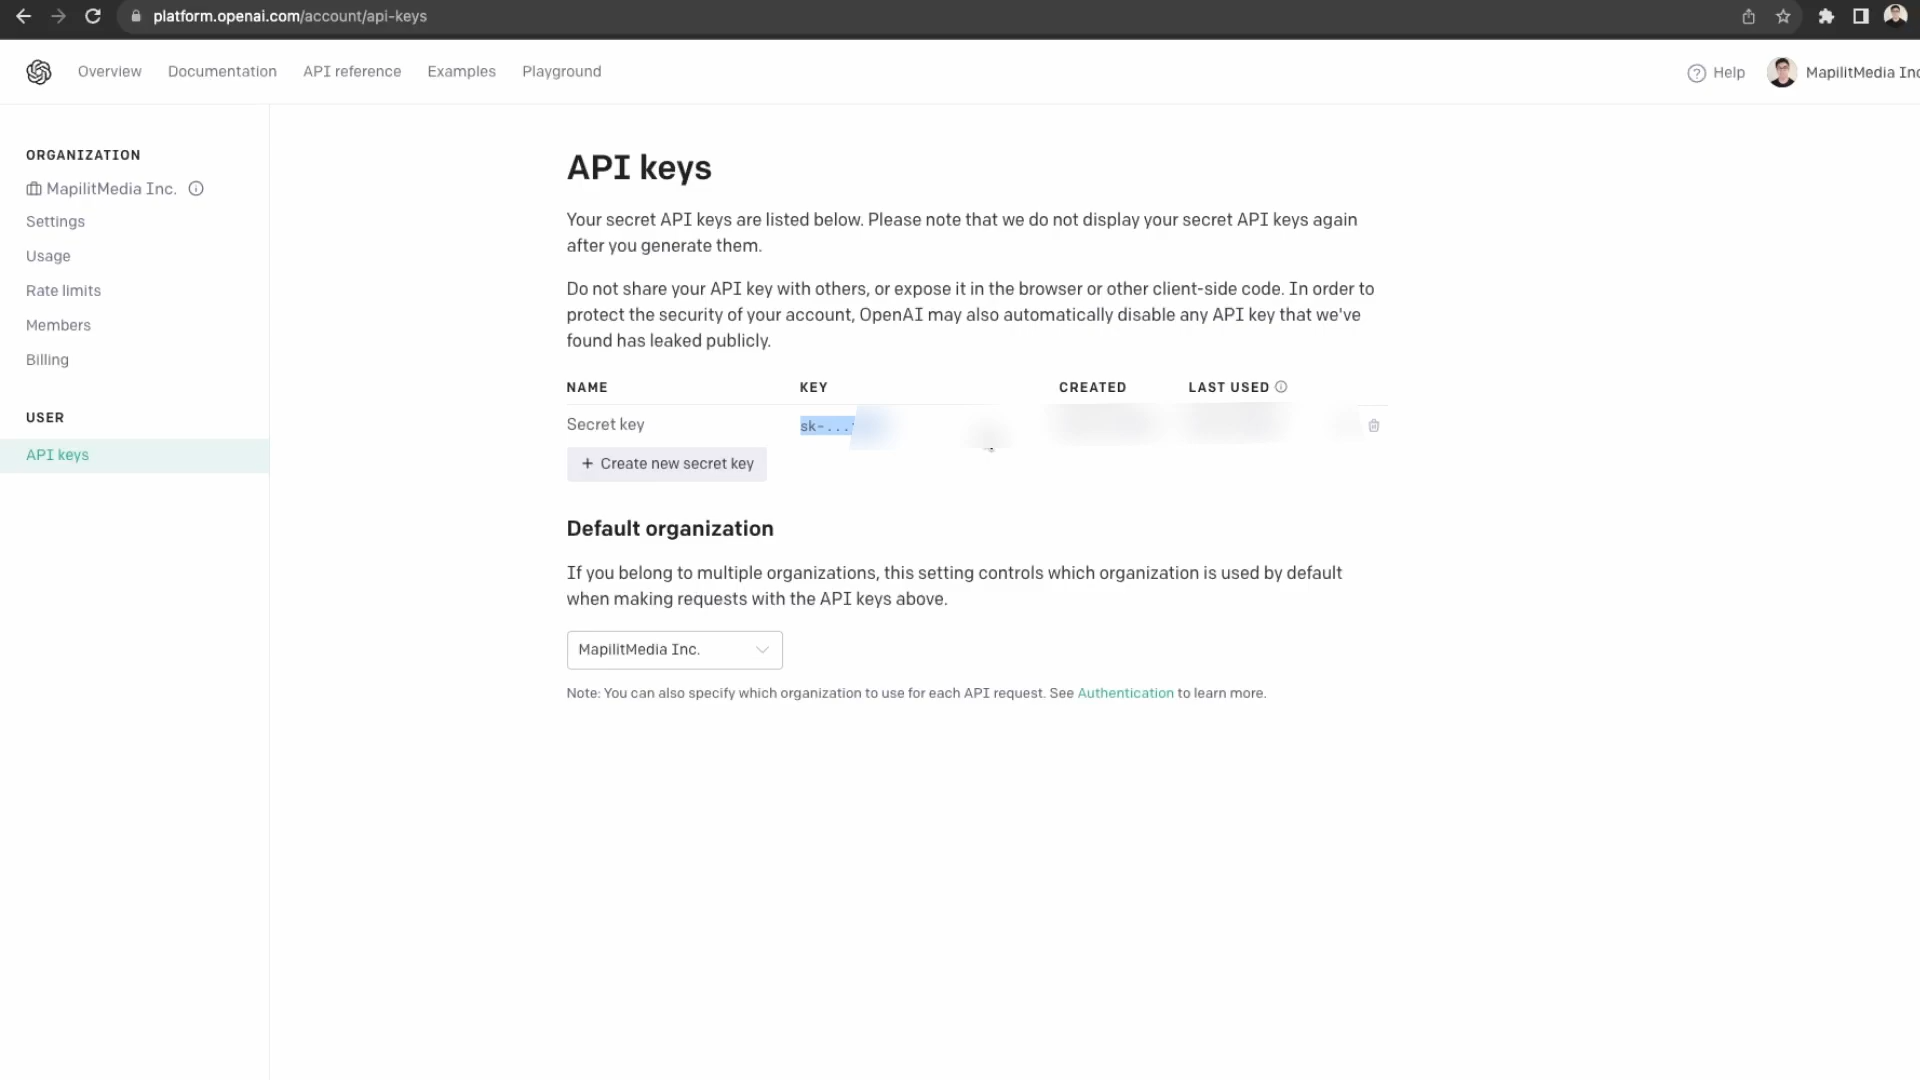 platform.openai.com/account/api-keys
Overview Documentation API reference Examples Playground
Help MapilitMedia Inc
ORGANIZATION
MapilitMedia Inc.
Settings
Usage
Rate limits
Members
Billing
USER
API keys
API keys
Your secret API keys are listed below. Please note that we do not display your secret API keys again
after you generate them.
Do not share your API key with others, or expose it in the browser or other client-side code. In order to
protect the security of your account, OpenAI may also automatically disable any API key that we've
found has leaked publicly.
NAME KEY CREATED LAST USED
Secret key sk-...
+ Create new secret key
Default organization
If you belong to multiple organizations, this setting controls which organization is used by default
when making requests with the API keys above.
MapilitMedia Inc.
Note: You can also specify which organization to use for each API request. See Authentication to learn more.